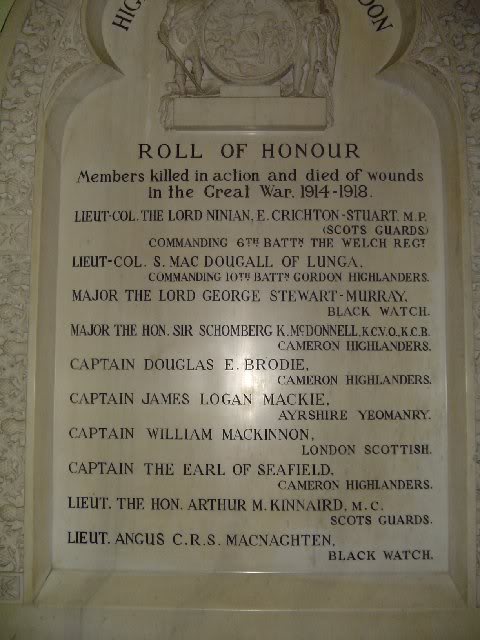 HIG
DON
ROLL OF HONOUR
Members killed in action and died of wounds
in the Great War. 1914-1918.
LIEUT-COL. THE LORD NINIAN, E. CRICHTON-STUART, M.P.
(SCOTS GUARDS)
COMMANDING 6TH BATTN THE WELCH REGT
LIEUT-COL. S. MAC DOUGALL OF LUNGA,
COMMANDING 10TH BATTN GORDON HIGHLANDERS.
MAJOR THE LORD GEORGE STEWART-MURRAY,
BLACK WATCH.
MAJOR THE HON. SIR SCHOMBERG K. McDONNELL, K.C.V.O., K.C.B.
CAMERON HIGHLANDERS.
CAPTAIN DOUGLAS E. BRODIE,
CAMERON HIGHLANDERS.
CAPTAIN JAMES LOGAN MACKIE,
AYRSHIRE YEOMANRY.
CAPTAIN WILLIAM MACKINNON,
LONDON SCOTTISH.
CAPTAIN THE EARL OF SEAFIELD,
CAMERON HIGHLANDERS.
LIEUT. THE HON. ARTHUR M. KINNAIRD, M.C.
SCOTS GUARDS.
LIEUT. ANGUS C.R.S. MACNAGHTEN,
BLACK WATCH.